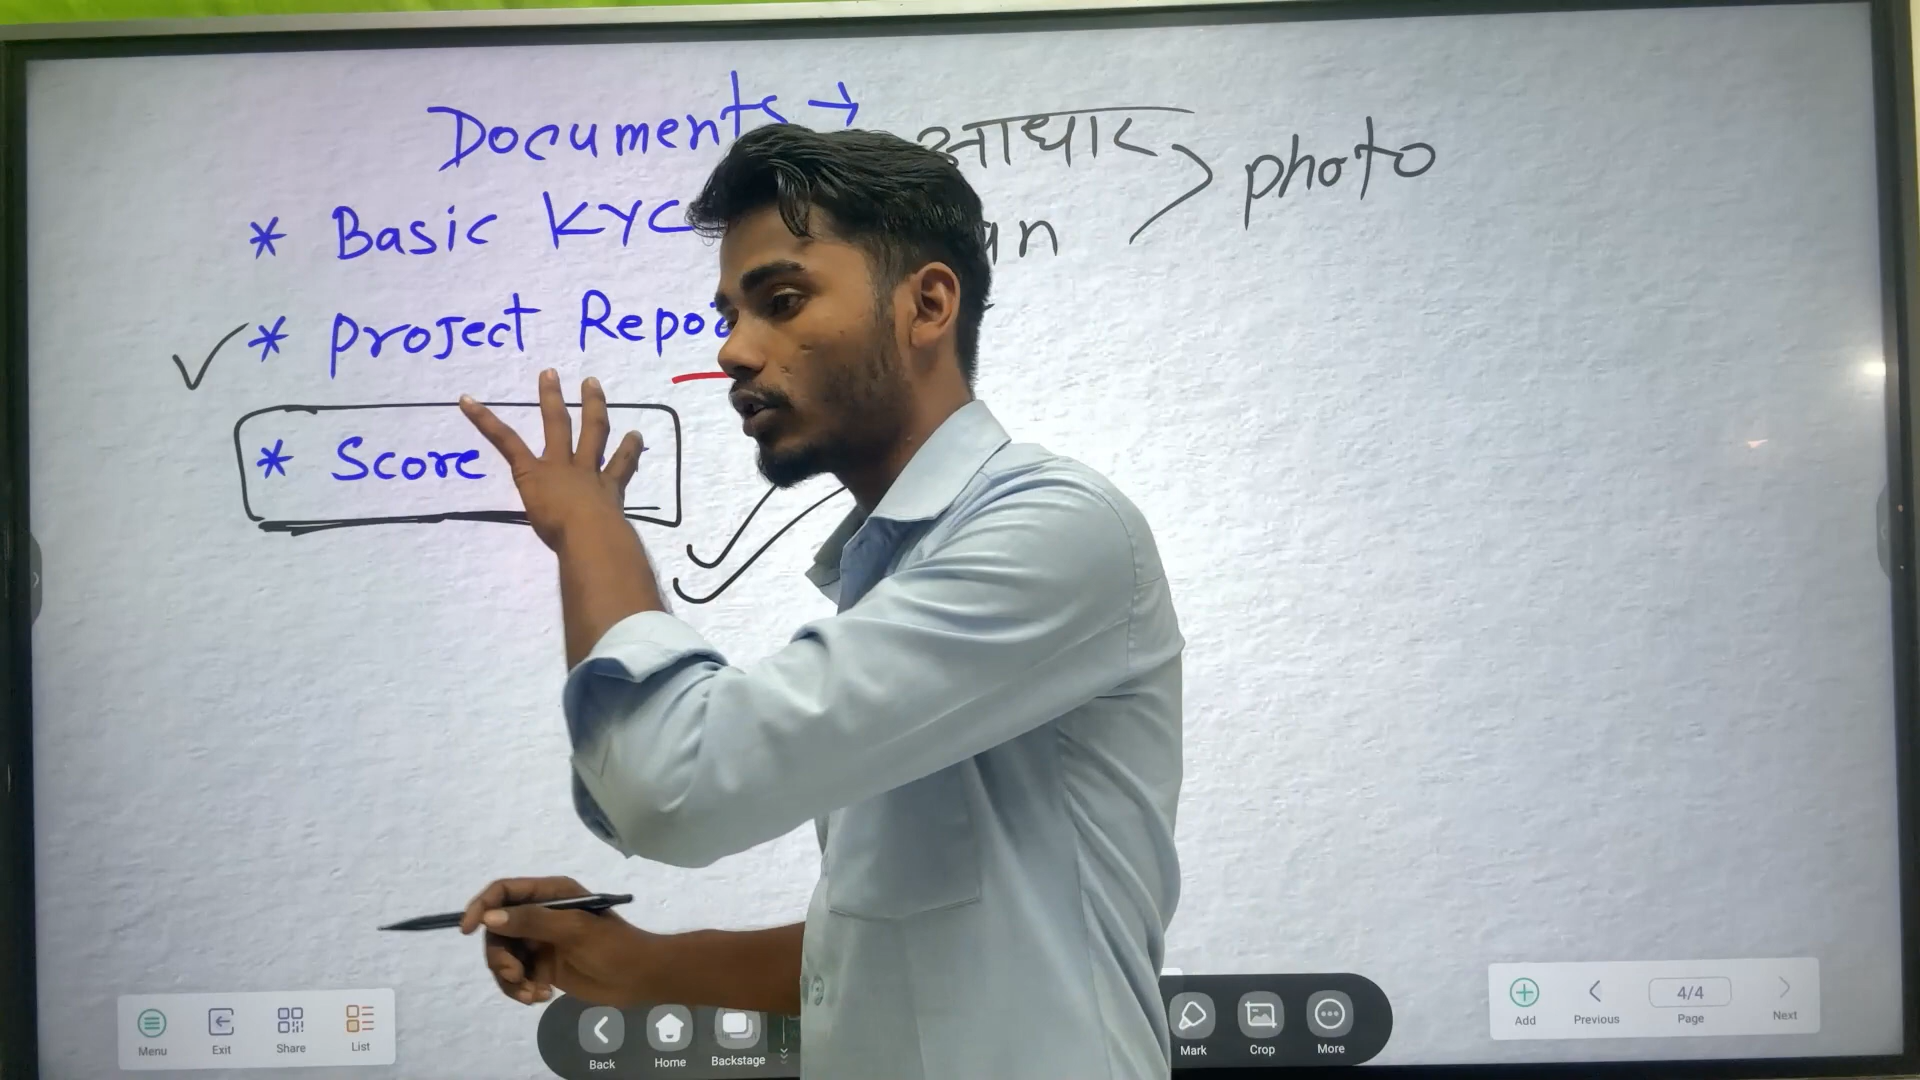 Documents →
आधार
photo
* Basic KYC
✓ * Project
* Score
Menu
Exit
Share
List
Back
Home
Backstage
Mark
Crop
More
Add
Previous
4/4
Page
Next